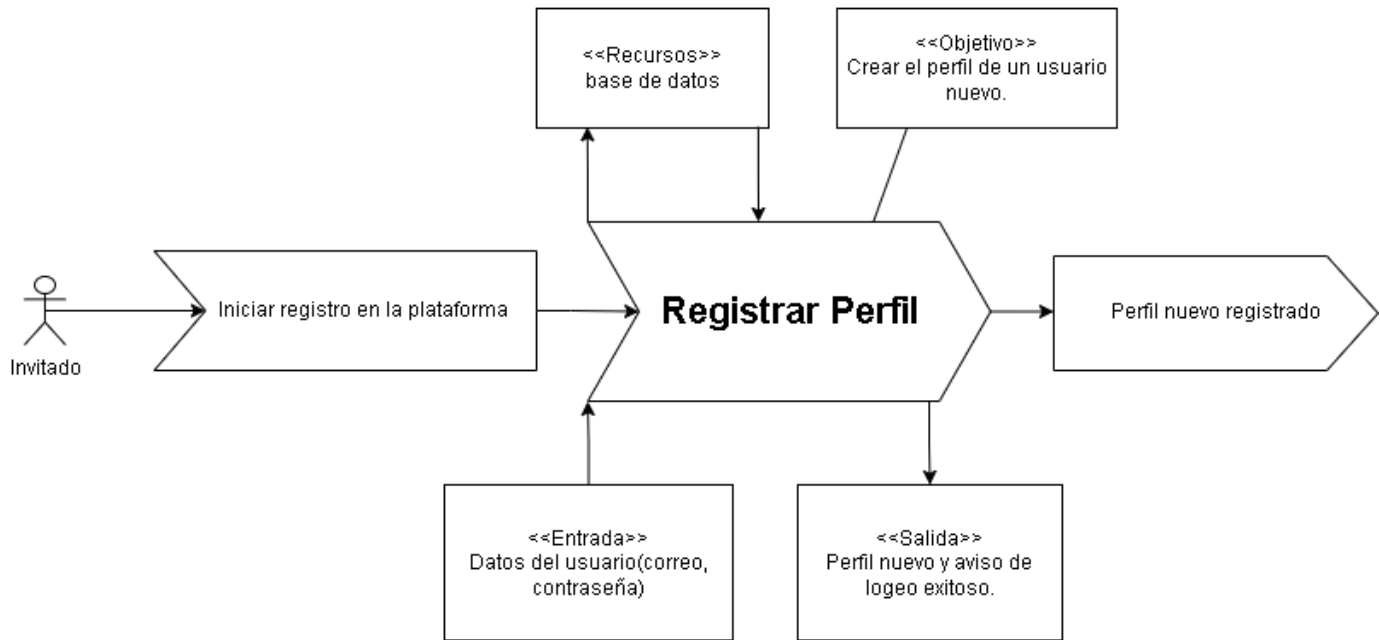 <<Recursos>>
base de datos
<<Objetivo>>
Crear el perfil de un usuario
nuevo.
Invitado
Iniciar registro en la plataforma
Registrar Perfil
Perfil nuevo registrado
<<Entrada>>
Datos del usuario(correo,
contraseña)
<<Salida>>
Perfil nuevo y aviso de
logeo exitoso.